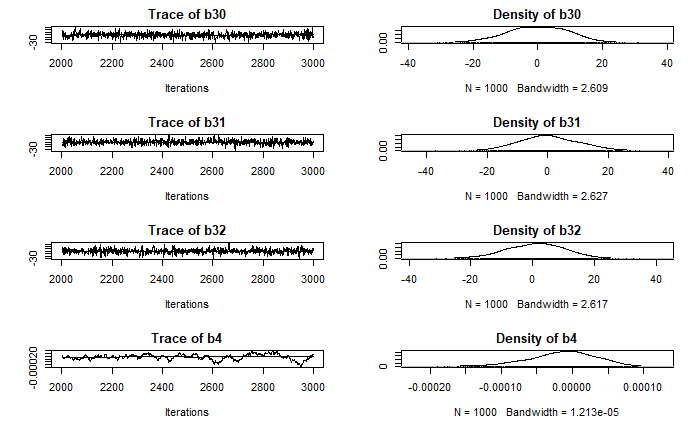 Trace of b30
-30
2000 2200 2400 2600 2800 3000
Iterations
Density of b30
0.00
-40 -20 0 20 40
N = 1000 Bandwidth = 2.609
Trace of b31
-30
2000 2200 2400 2600 2800 3000
Iterations
Density of b31
0.00
-40 -20 0 20 40
N = 1000 Bandwidth = 2.627
Trace of b32
-30
2000 2200 2400 2600 2800 3000
Iterations
Density of b32
0.00
-40 -20 0 20 40
N = 1000 Bandwidth = 2.617
Trace of b4
-0.00020
2000 2200 2400 2600 2800 3000
Iterations
Density of b4
0
-0.00020 -0.00010 0.00000 0.00010
N = 1000 Bandwidth = 1.213e-05